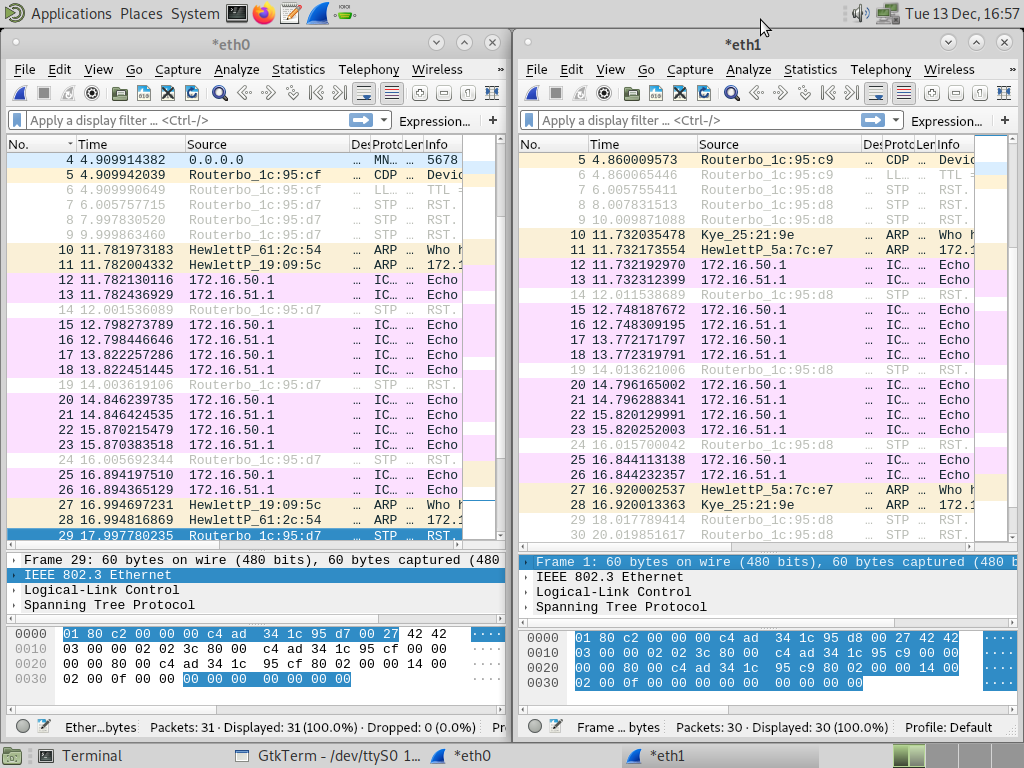 Applications Places System Tue 13 Dec, 16:57
*eth0
File Edit View Go Capture Analyze Statistics Telephony Wireless »
»
Apply a display filter ... <Ctrl-/> Expression... +
No. Time Source Des Protc Len Info
4 4.909914382 0.0.0.0 … MN… … 5678
5 4.909942039 Routerbo_1c:95:cf … CDP … Devic
6 4.909990649 Routerbo_1c:95:cf … LL… … TTL =
7 6.005757715 Routerbo_1c:95:d7 … STP … RST.
8 7.997830520 Routerbo_1c:95:d7 … STP … RST.
9 9.999863460 Routerbo_1c:95:d7 … STP … RST.
10 11.781973183 HewlettP_61:2c:54 … ARP … Who h
11 11.782004332 HewlettP_19:09:5c … ARP … 172.1
12 11.782130116 172.16.50.1 … IC… … Echo
13 11.782436929 172.16.51.1 … IC… … Echo
14 12.001536089 Routerbo_1c:95:d7 … STP … RST.
15 12.798273789 172.16.50.1 … IC… … Echo
16 12.798446646 172.16.51.1 … IC… … Echo
17 13.822257286 172.16.50.1 … IC… … Echo
18 13.822451445 172.16.51.1 … IC… … Echo
19 14.003619106 Routerbo_1c:95:d7 … STP … RST.
20 14.846239735 172.16.50.1 … IC… … Echo
21 14.846424535 172.16.51.1 … IC… … Echo
22 15.870215479 172.16.50.1 … IC… … Echo
23 15.870383518 172.16.51.1 … IC… … Echo
24 16.005692344 Routerbo_1c:95:d7 … STP … RST.
25 16.894197510 172.16.50.1 … IC… … Echo
26 16.894365129 172.16.51.1 … IC… … Echo
27 16.994697231 HewlettP_19:09:5c … ARP … Who h
28 16.994816869 HewlettP_61:2c:54 … ARP … 172.1
29 17.997780235 Routerbo_1c:95:d7 … STP … RST.
Frame 29: 60 bytes on wire (480 bits), 60 bytes captured (480
IEEE 802.3 Ethernet
Logical-Link Control
Spanning Tree Protocol
0000 01 80 c2 00 00 00 c4 ad 34 1c 95 d7 00 27 42 42 ····
0010 03 00 00 02 02 3c 80 00 c4 ad 34 1c 95 cf 00 00 ····
0020 00 00 80 00 c4 ad 34 1c 95 cf 80 02 00 00 14 00 ····
0030 02 00 0f 00 00 00 00 00 00 00 00 00 ····
Ether…bytes Packets: 31 · Displayed: 31 (100.0%) · Dropped: 0 (0.0%) Pr
*eth1
File Edit View Go Capture Analyze Statistics Telephony Wireless »
»
Apply a display filter ... <Ctrl-/> Expression... +
No. Time Source Des Protc Len Info
5 4.860009573 Routerbo_1c:95:c9 … CDP … Devic
6 4.860065446 Routerbo_1c:95:c9 … LL… … TTL =
7 6.005755411 Routerbo_1c:95:d8 … STP … RST.
8 8.007831513 Routerbo_1c:95:d8 … STP … RST.
9 10.009871088 Routerbo_1c:95:d8 … STP … RST.
10 11.732035478 Kye_25:21:9e … ARP … Who h
11 11.732173554 HewlettP_5a:7c:e7 … ARP … 172.1
12 11.732192970 172.16.50.1 … IC… … Echo
13 11.732312399 172.16.51.1 … IC… … Echo
14 12.011538689 Routerbo_1c:95:d8 … STP … RST.
15 12.748187672 172.16.50.1 … IC… … Echo
16 12.748309195 172.16.51.1 … IC… … Echo
17 13.772171797 172.16.50.1 … IC… … Echo
18 13.772319791 172.16.51.1 … IC… … Echo
19 14.013621006 Routerbo_1c:95:d8 … STP … RST.
20 14.796165002 172.16.50.1 … IC… … Echo
21 14.796288341 172.16.51.1 … IC… … Echo
22 15.820129991 172.16.50.1 … IC… … Echo
23 15.820252003 172.16.51.1 … IC… … Echo
24 16.015700042 Routerbo_1c:95:d8 … STP … RST.
25 16.844113138 172.16.50.1 … IC… … Echo
26 16.844232357 172.16.51.1 … IC… … Echo
27 16.920002537 HewlettP_5a:7c:e7 … ARP … Who h
28 16.920013363 Kye_25:21:9e … ARP … 172.1
29 18.017789414 Routerbo_1c:95:d8 … STP … RST.
30 20.019851617 Routerbo_1c:95:d8 … STP … RST.
Frame 1: 60 bytes on wire (480 bits), 60 bytes captured (480 b
IEEE 802.3 Ethernet
Logical-Link Control
Spanning Tree Protocol
0000 01 80 c2 00 00 00 c4 ad 34 1c 95 d8 00 27 42 42 ····
0010 03 00 00 02 02 3c 80 00 c4 ad 34 1c 95 c9 00 00 ····
0020 00 00 80 00 c4 ad 34 1c 95 c9 80 02 00 00 14 00 ····
0030 02 00 0f 00 00 00 00 00 00 00 00 00 ····
Frame … bytes Packets: 30 · Displayed: 30 (100.0%) Profile: Default
Terminal GtkTerm - /dev/ttyS0 1... *eth0 *eth1